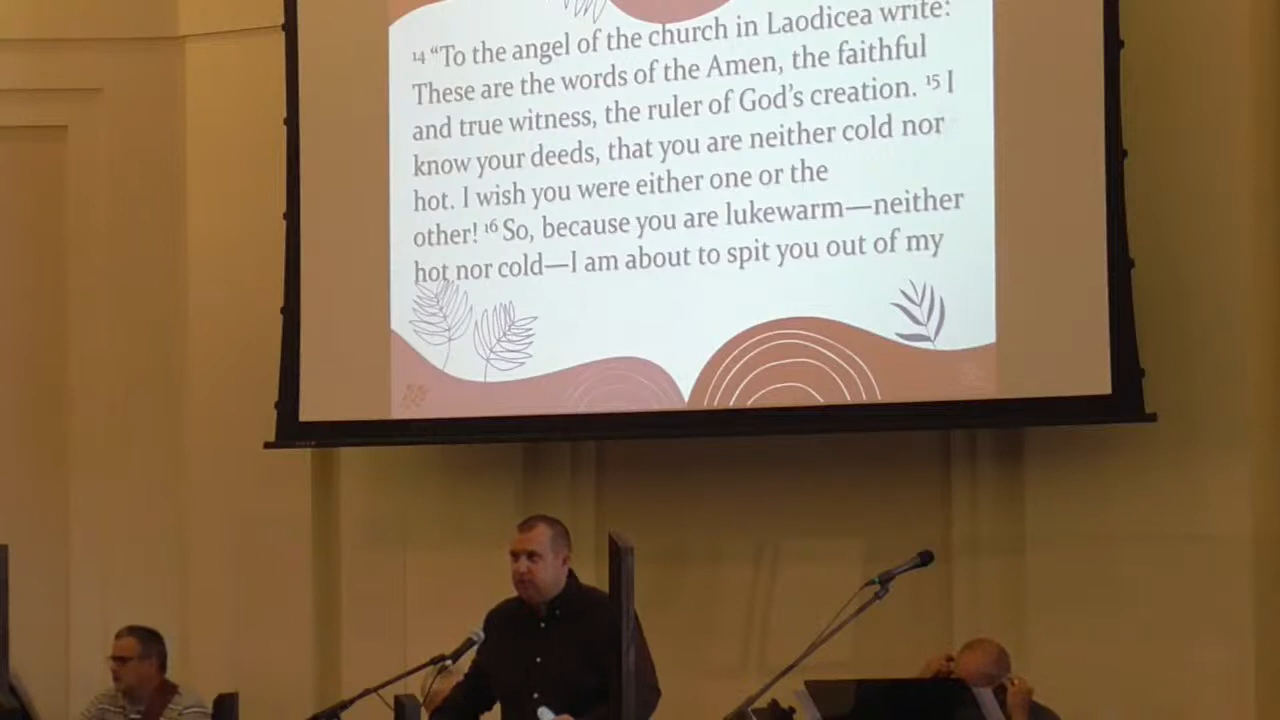 ¹⁴ “To the angel of the church in Laodicea write:
These are the words of the Amen, the faithful
and true witness, the ruler of God’s creation. ¹⁵ I
know your deeds, that you are neither cold nor
hot. I wish you were either one or the
other! ¹⁶ So, because you are lukewarm—neither
hot nor cold—I am about to spit you out of my